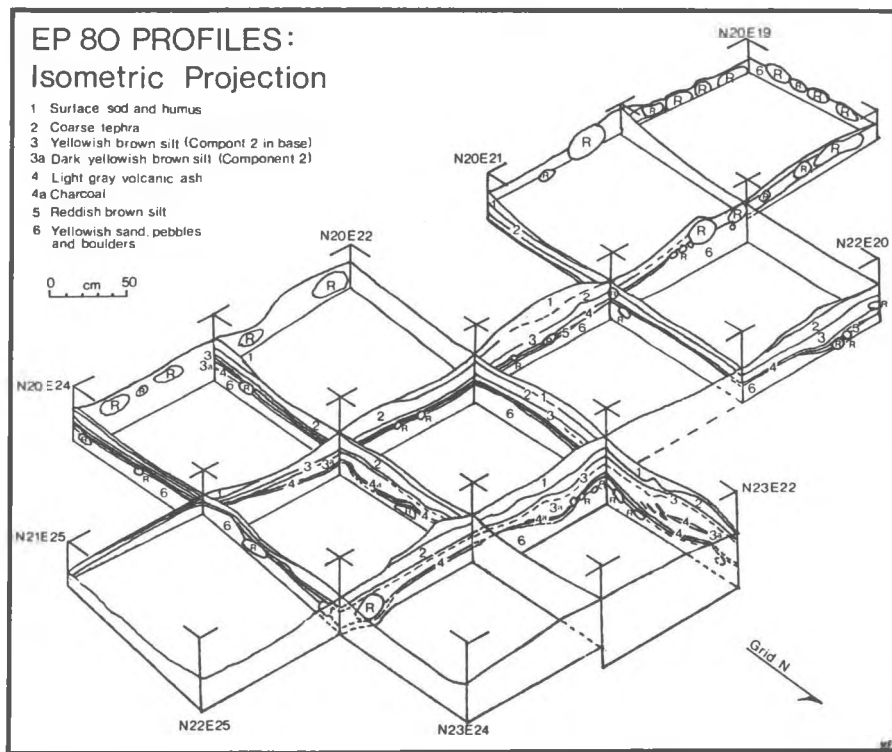 EP 80 PROFILES:
Isometric Projection
1 Surface sod and humus
2 Coarse tephra
3 Yellowish brown silt (Compont 2 in base)
3a Dark yellowish brown silt (Component 2)
4 Light gray volcanic ash
4a Charcoal
5 Reddish brown silt
6 Yellowish sand, pebbles
and boulders
0 cm 50
N20E19
N20E21
N20E22
N22E20
N20E24
N23E22
N21E25
N22E25
N23E24
Grid N